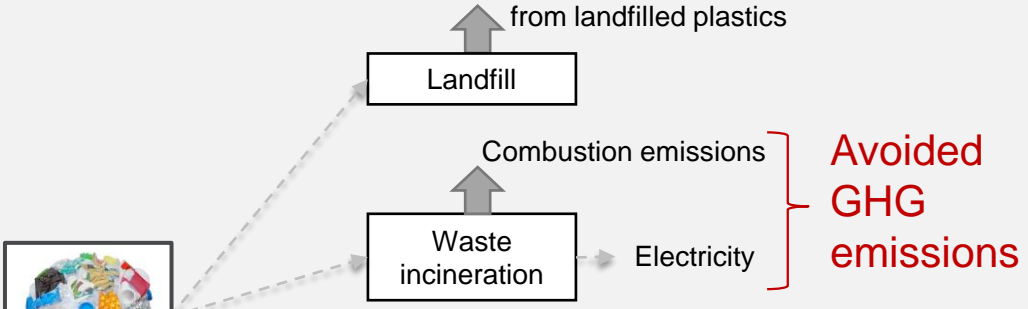 from landfilled plastics
Landfill
Combustion emissions
Waste
incineration
Electricity
Avoided
GHG
emissions